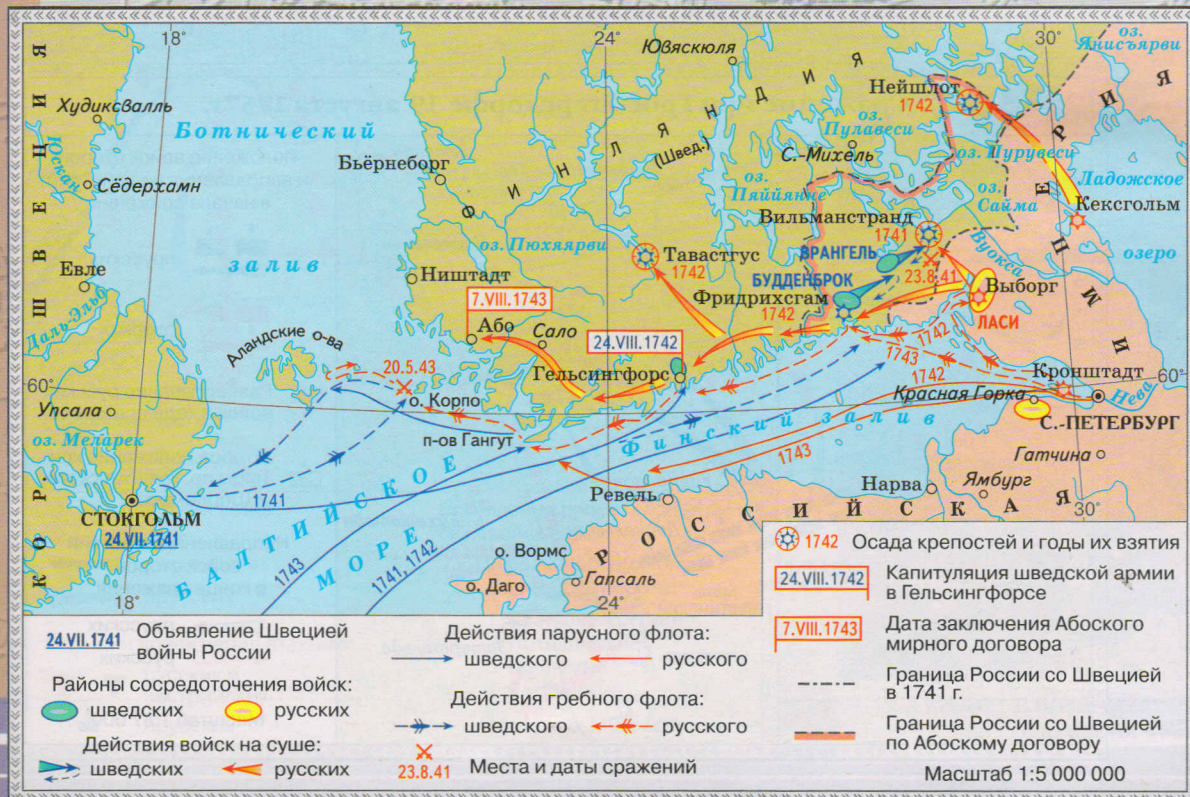 18°
24°
30°
оз.
Янисъярви
Ювяскюля
Нейшлот
1742
Худиксвалль
Ботнический
залив
Юскан
Сёдерхамн
Бьёрнеборг
ФИНЛЯНДИЯ
(Швед.)
оз.
Пулавеси
С.-Михель
оз. Пурувеси
Ладожское
озеро
Кексгольм
оз.
Пяййянне
оз.
Сайма
Вильманстранд
1741
Вуокса
ВРАНГЕЛЬ
23.8.41
БУДДЕНБРОК
Фридрихсгам
1742
Выборг
ЛАСИ
оз. Пюхяярви
Тавастгус
1742
Евле
Ништадт
7.VIII.1743
Або
Сало
24.VIII.1742
Гельсингфорс
Даль-Эльв
Аландские о-ва
20.5.43
о. Корпо
60°
60°
Упсала
оз. Меларен
п-ов Гангут
1742
1743
1742
Кронштадт
Красная Горка
Нева
С.-ПЕТЕРБУРГ
Финский залив
Гатчина
1743
Ревель
Нарва
Ямбург
1741
СТОКГОЛЬМ
24.VII.1741
КОР. ШВЕЦИЯ
БАЛТИЙСКОЕ
МОРЕ
РОССИЙСКАЯ
ИМПЕРИЯ
1743
1741, 1742
о. Вормс
о. Даго
Гапсаль
18°
24°
30°
24.VII.1741 Объявление Швецией
войны России
Районы сосредоточения войск:
шведских русских
Действия войск на суше:
шведских русских
Действия парусного флота:
шведского русского
Действия гребного флота:
шведского русского
23.8.41 Места и даты сражений
1742 Осада крепостей и годы их взятия
24.VIII.1742 Капитуляция шведской армии
в Гельсингфорсе
7.VIII.1743 Дата заключения Абоского
мирного договора
Граница России со Швецией
в 1741 г.
Граница России со Швецией
по Абоскому договору
Масштаб 1:5 000 000